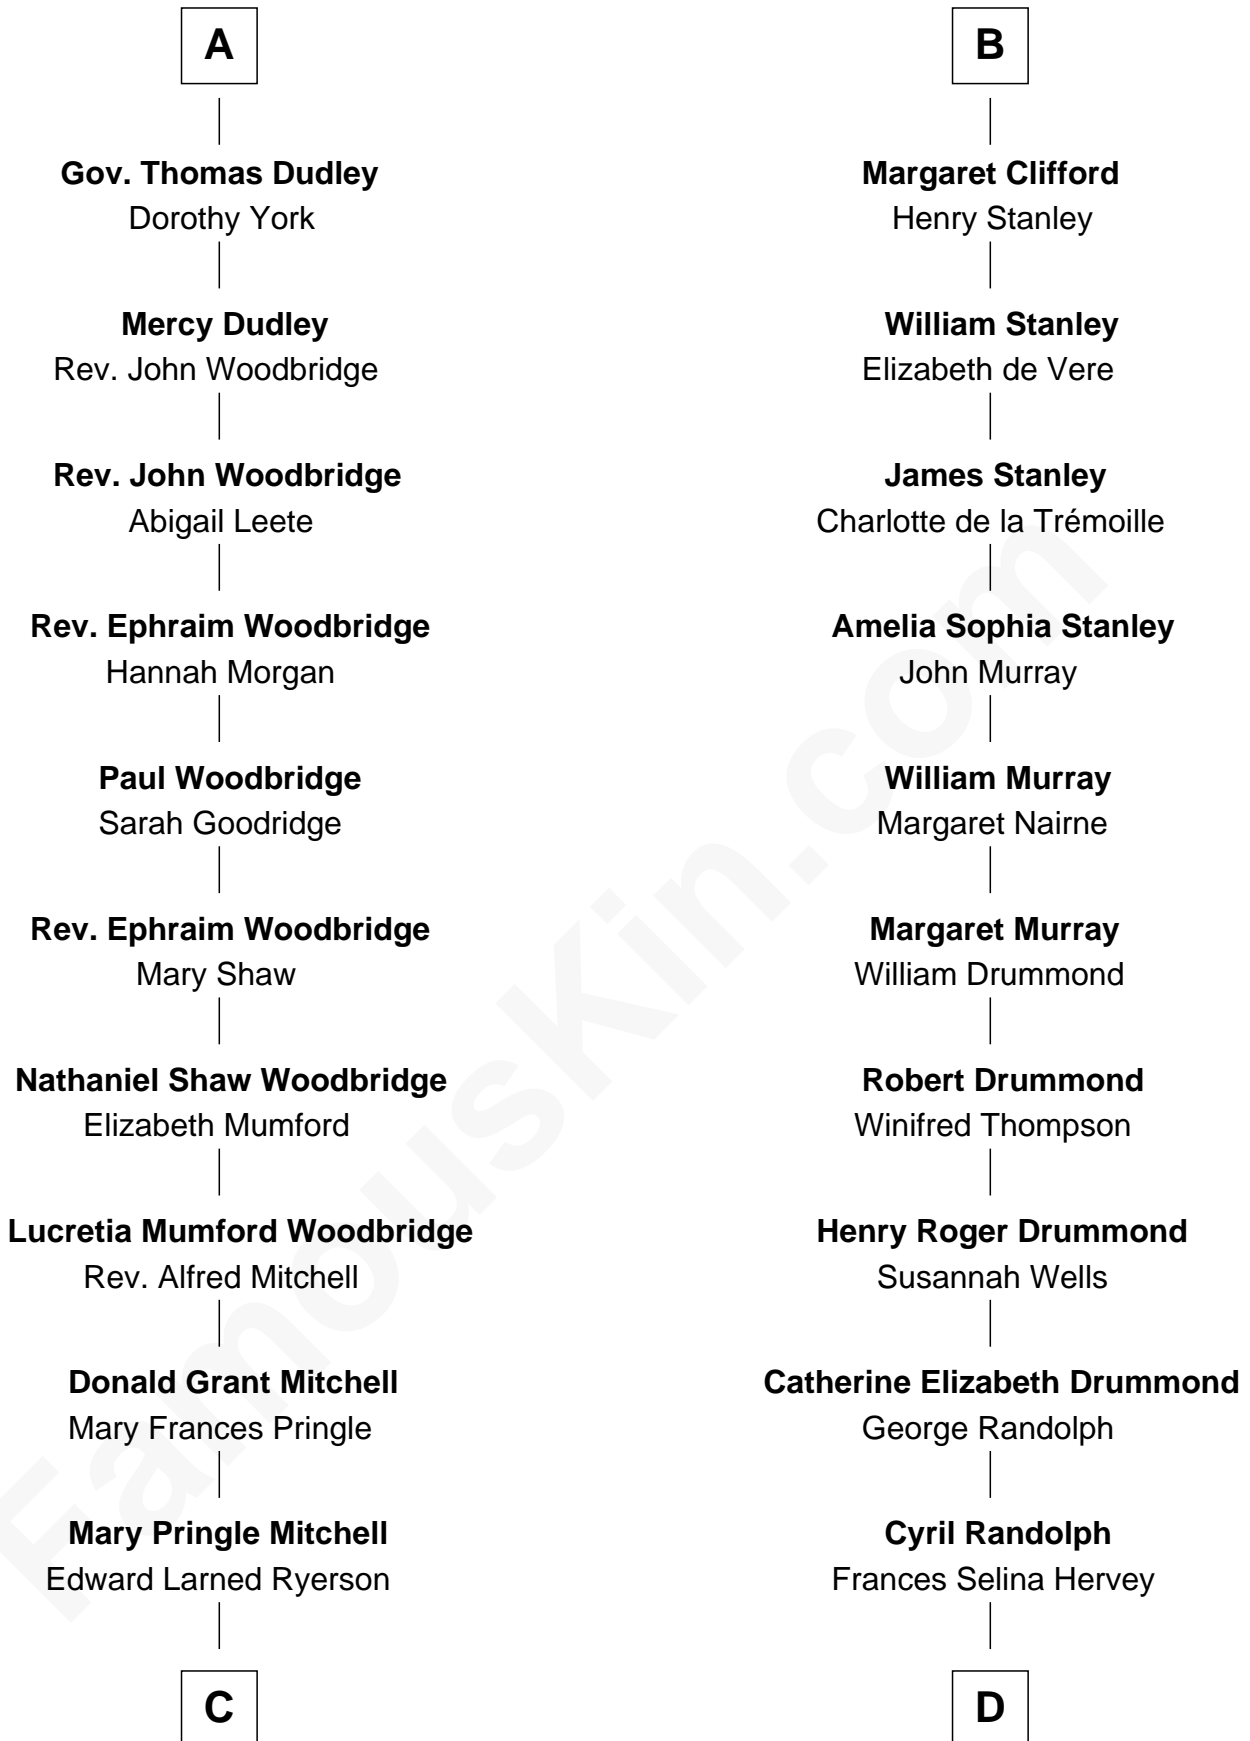 A
Gov. Thomas Dudley
Dorothy York
Mercy Dudley
Rev. John Woodbridge
Rev. John Woodbridge
Abigail Leete
Rev. Ephraim Woodbridge
Hannah Morgan
Paul Woodbridge
Sarah Goodridge
Rev. Ephraim Woodbridge
Mary Shaw
Nathaniel Shaw Woodbridge
Elizabeth Mumford
Lucretia Mumford Woodbridge
Rev. Alfred Mitchell
Donald Grant Mitchell
Mary Frances Pringle
Mary Pringle Mitchell
Edward Larned Ryerson
C
B
Margaret Clifford
Henry Stanley
William Stanley
Elizabeth de Vere
James Stanley
Charlotte de la Trémoille
Amelia Sophia Stanley
John Murray
William Murray
Margaret Nairne
Margaret Murray
William Drummond
Robert Drummond
Winifred Thompson
Henry Roger Drummond
Susannah Wells
Catherine Elizabeth Drummond
George Randolph
Cyril Randolph
Frances Selina Hervey
D
FamousKin.com